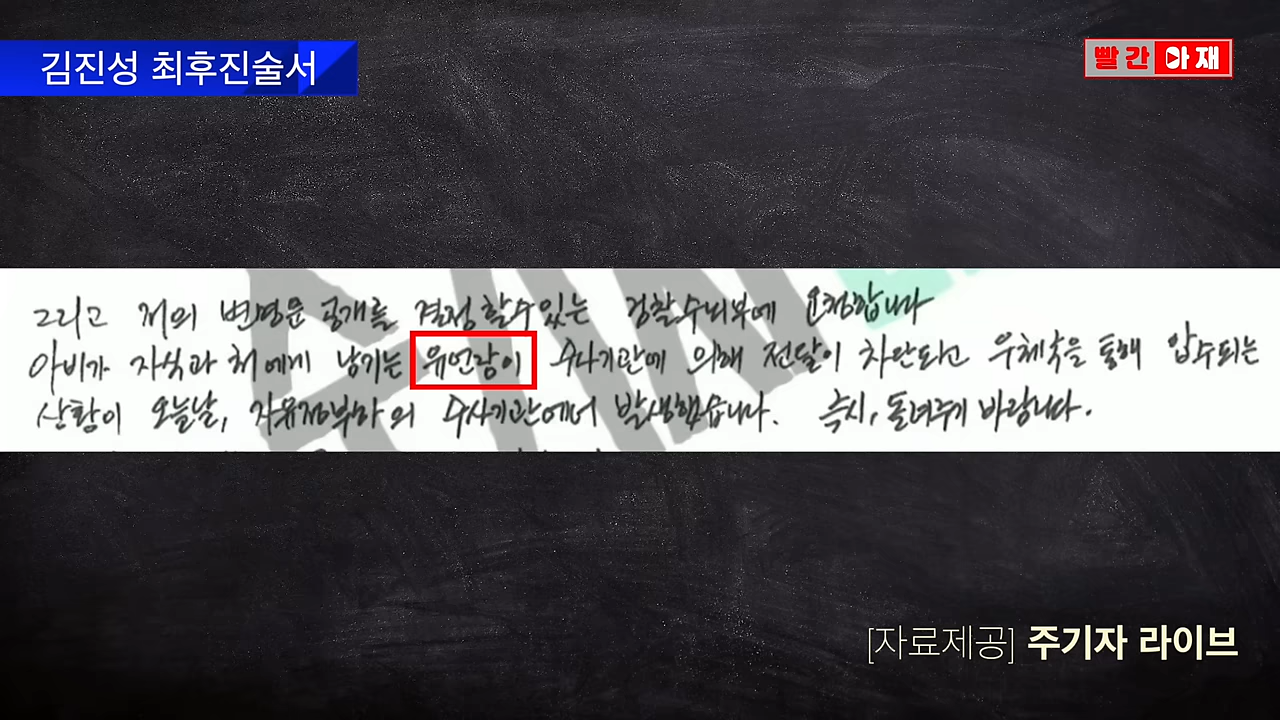 김진성 최후진술서
빨간아재
그리고 저의 변명문 공개를 결정할수있는 검찰수뇌부에 요청합니다
아비가 자식과 처에게 남기는 유언장이 수사기관에 의해 전달이 차단되고 우체국을 통해 압수되는
상황이 오늘날, 자유정부하의 수사기관에서 발생했습니다. 즉시, 돌려주기 바랍니다.
[자료제공] 주기자 라이브